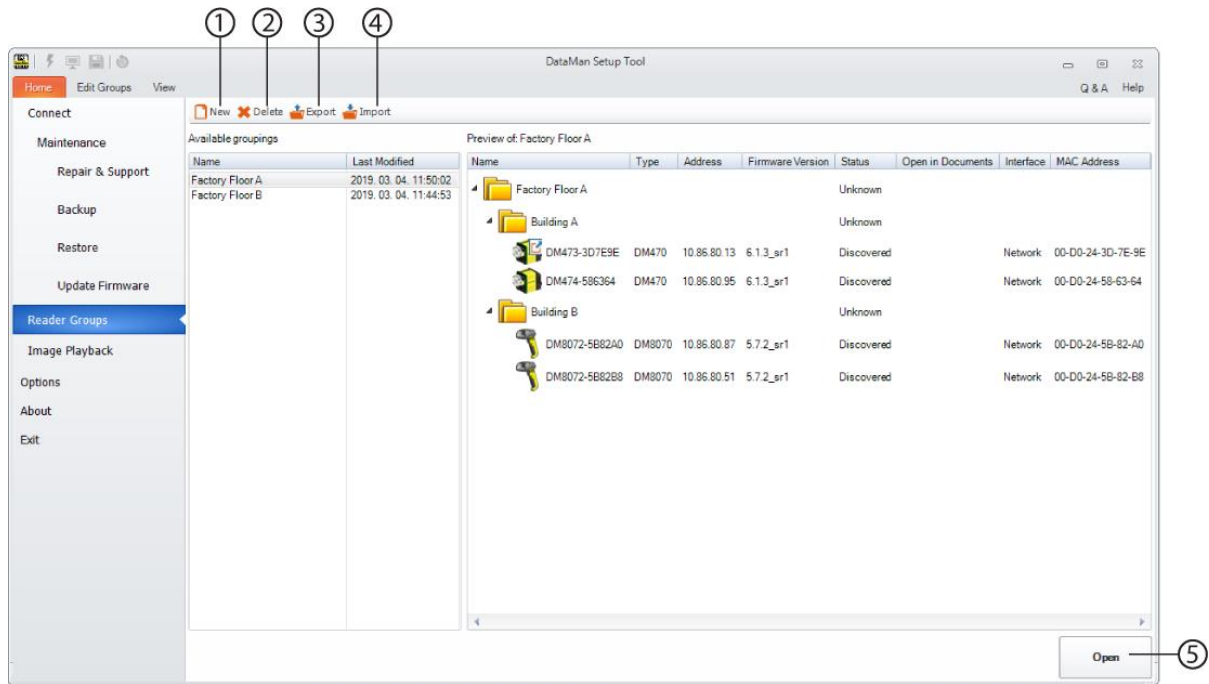 ① ② ③ ④
DataMan Setup Tool
Home Edit Groups View Q & A Help
Connect
Maintenance
Repair & Support
Backup
Restore
Update Firmware
Reader Groups
Image Playback
Options
About
Exit
New Delete Export Import
Available groupings
Name Last Modified
Factory Floor A 2019. 03. 04. 11:50:02
Factory Floor B 2019. 03. 04. 11:44:53
Preview of: Factory Floor A
Name Type Address Firmware Version Status Open in Documents Interface MAC Address
Factory Floor A Unknown
Building A Unknown
DM473-3D7E9E DM470 10.86.80.13 6.1.3_sr1 Discovered Network 00-D0-24-3D-7E-9E
DM474-586364 DM470 10.86.80.95 6.1.3_sr1 Discovered Network 00-D0-24-58-63-64
Building B Unknown
DM8072-5B82A0 DM8070 10.86.80.87 5.7.2_sr1 Discovered Network 00-D0-24-5B-82-A0
DM8072-5B82B8 DM8070 10.86.80.51 5.7.2_sr1 Discovered Network 00-D0-24-5B-82-B8
Open ⑤